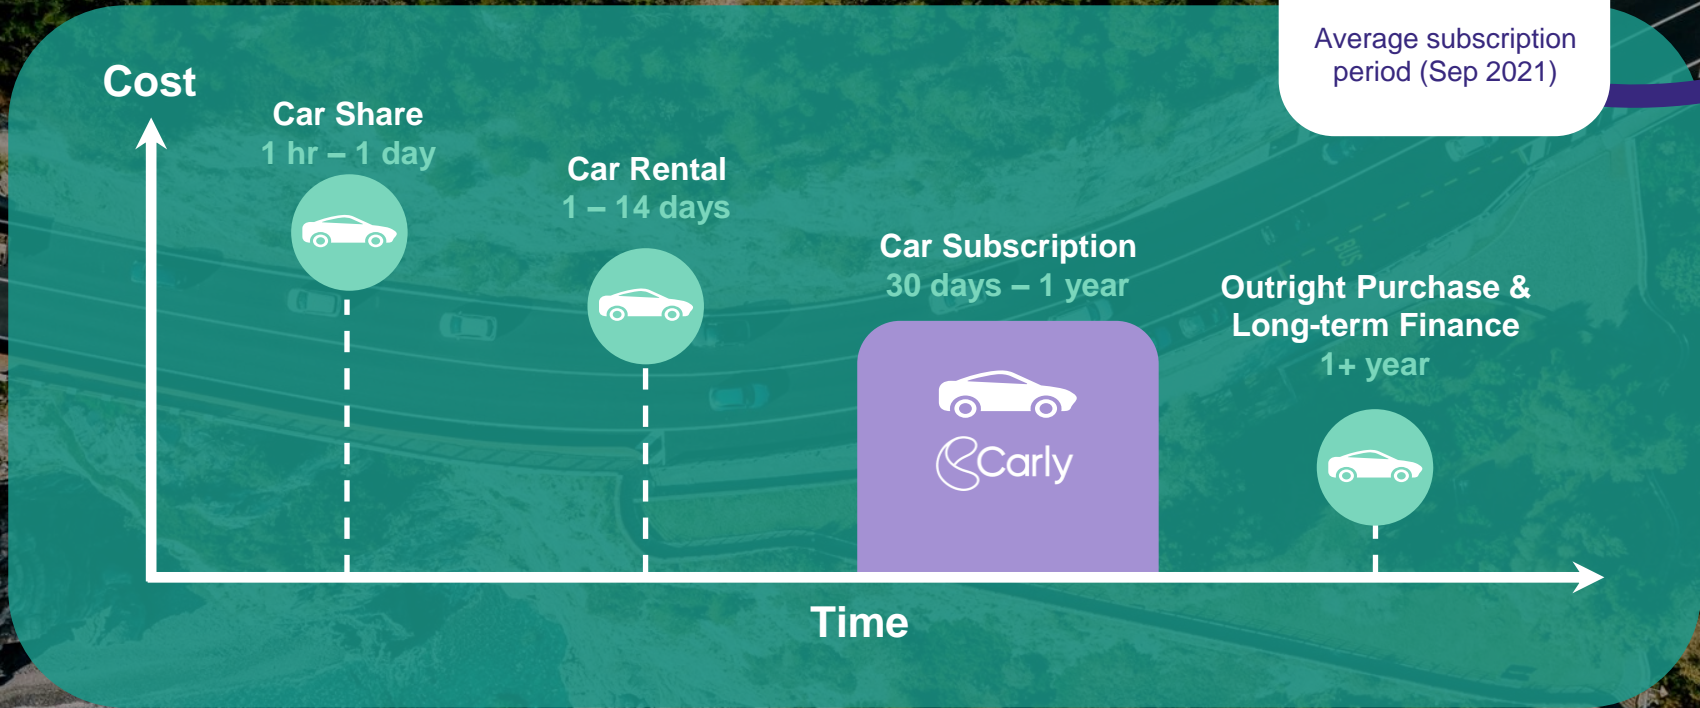 Average subscription
period (Sep 2021)
Cost
Car Share
1 hr – 1 day
Car Rental
1 – 14 days
Car Subscription
30 days – 1 year
Outright Purchase &
Long-term Finance
1+ year
Carly
BUS
Time